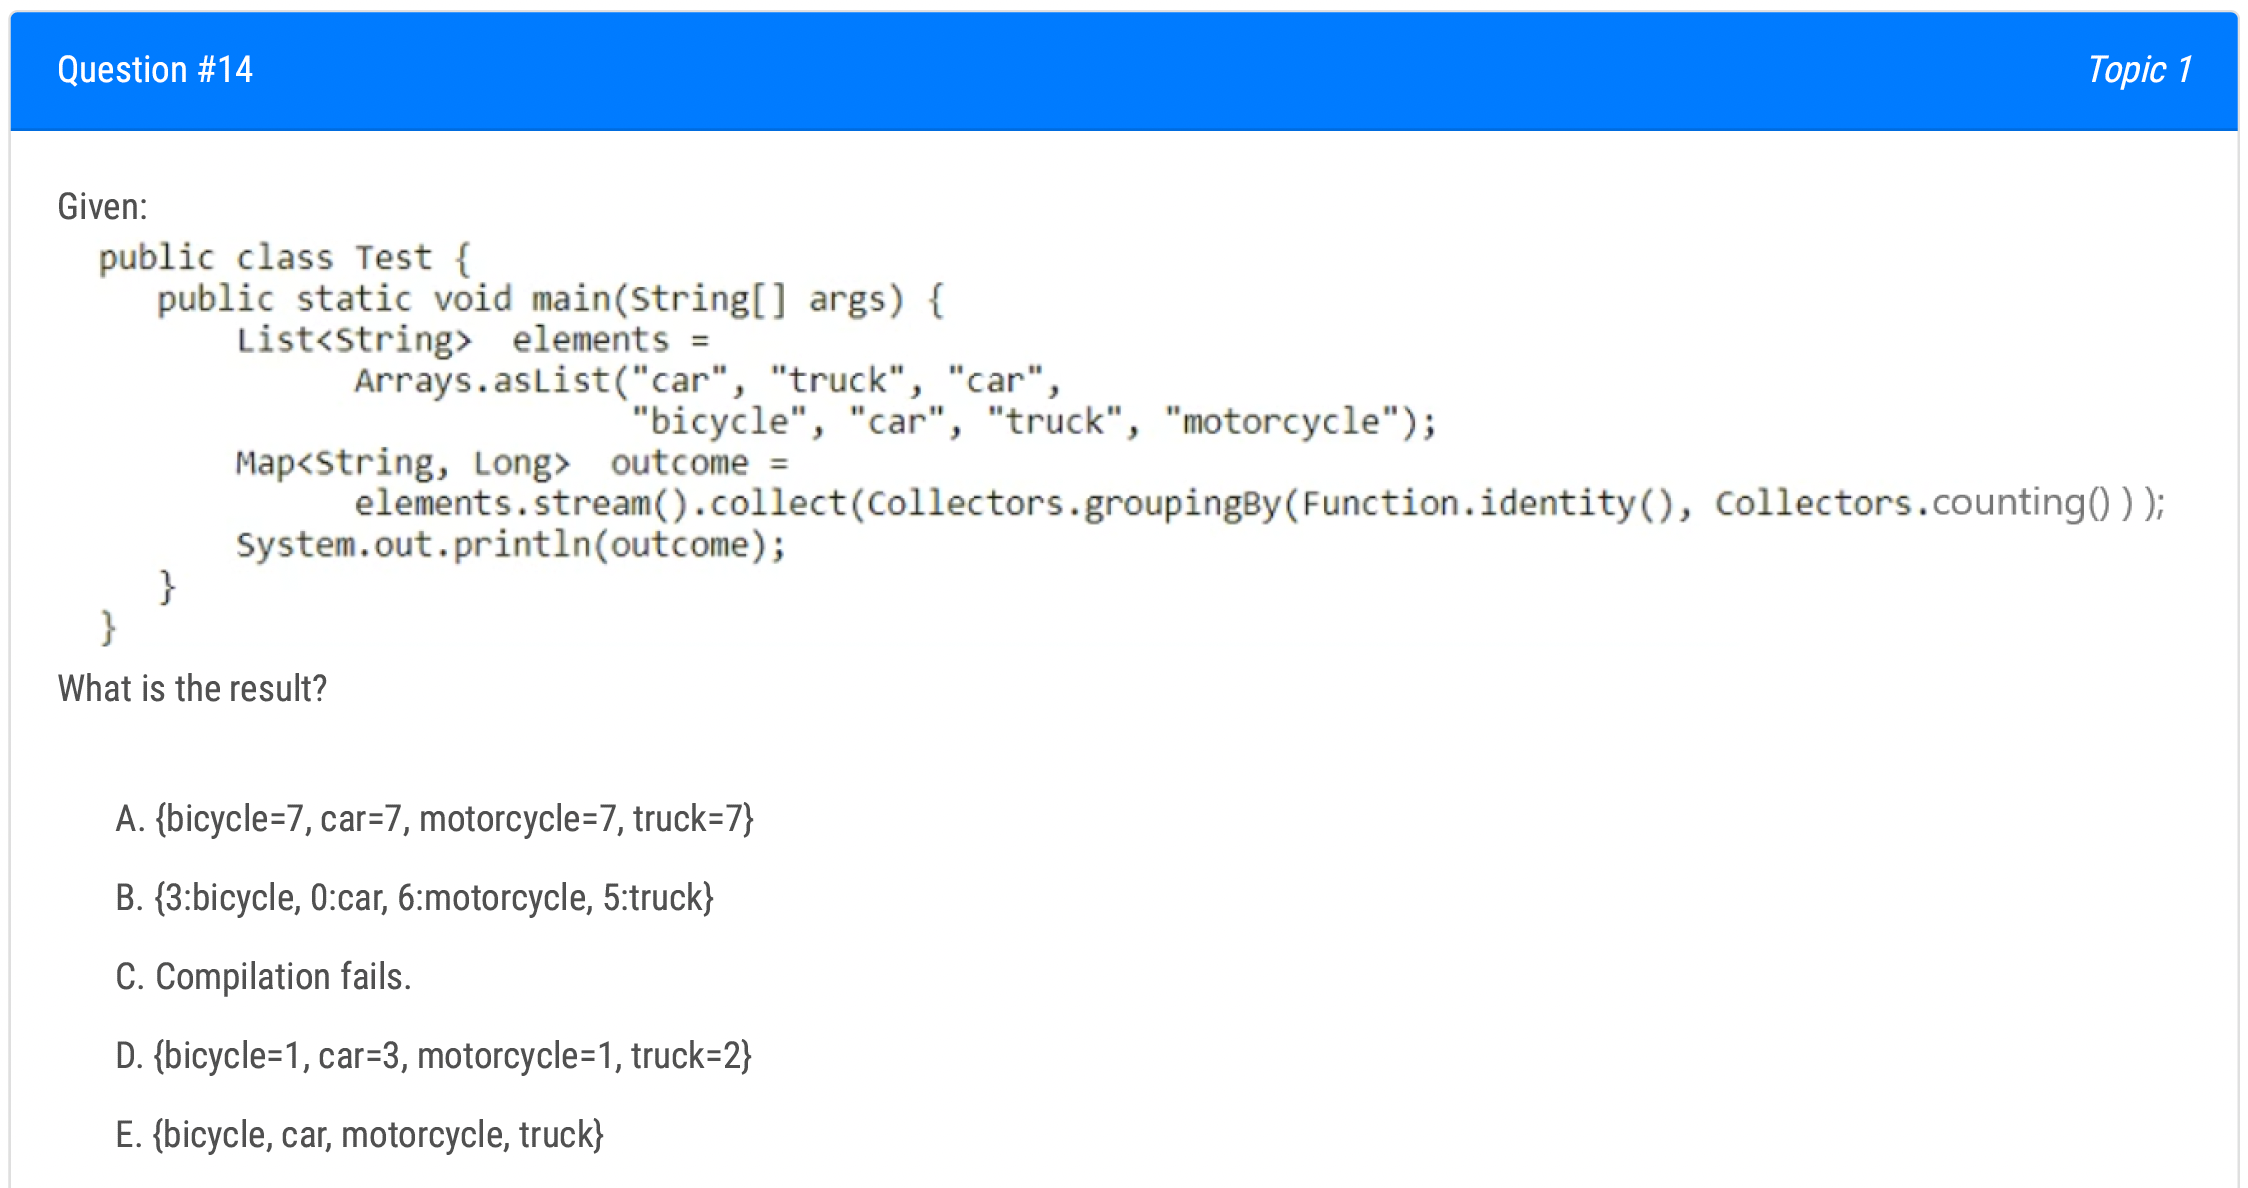 Question #14
Topic 1
Given:
public class Test {
public static void main(String[] args) {
List<String>  elements =
Arrays.asList("car", "truck", "car",
"bicycle", "car", "truck", "motorcycle");
Map<String, Long>  outcome =
elements.stream().collect(Collectors.groupingBy(Function.identity(), Collectors.counting() ) );
System.out.println(outcome);
}
}
What is the result?
A. {bicycle=7, car=7, motorcycle=7, truck=7}
B. {3:bicycle, 0:car, 6:motorcycle, 5:truck}
C. Compilation fails.
D. {bicycle=1, car=3, motorcycle=1, truck=2}
E. {bicycle, car, motorcycle, truck}